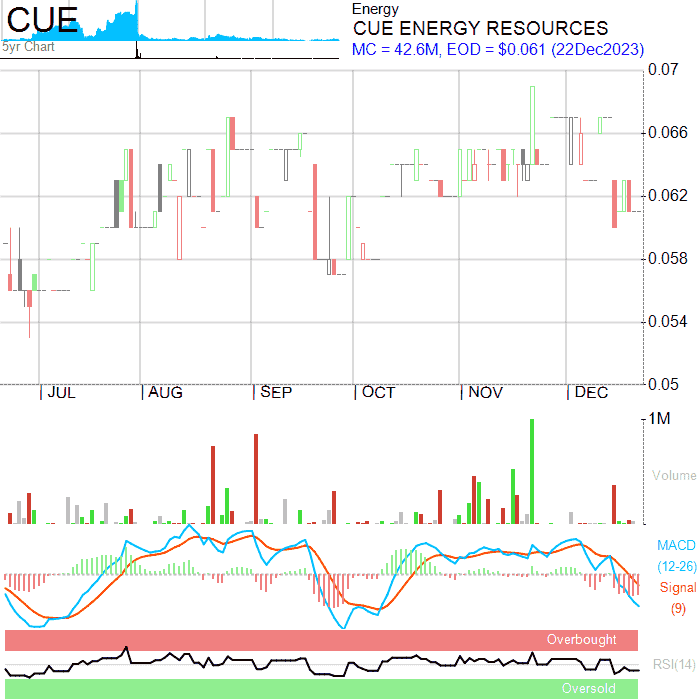 CUE
5yr Chart
Energy
CUE ENERGY RESOURCES
MC = 42.6M, EOD = $0.061 (22Dec2023)
0.07
0.066
0.062
0.058
0.054
0.05
JUL AUG SEP OCT NOV DEC
1M
Volume
MACD
(12-26)
Signal
(9)
Overbought
RSI(14)
Oversold